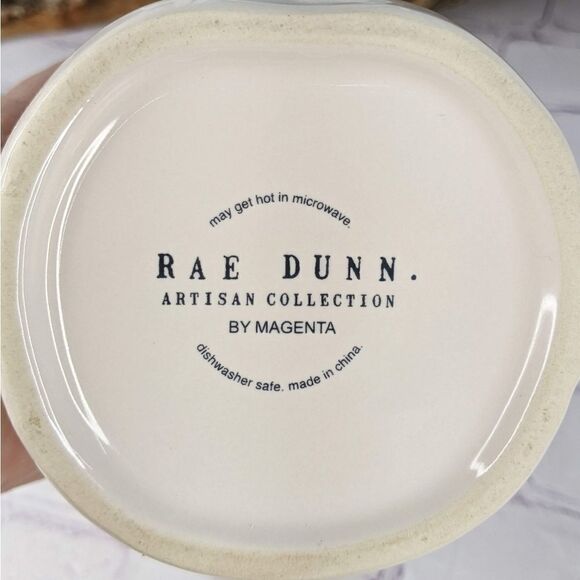 may get hot in microwave.
RAE DUNN.
ARTISAN COLLECTION
BY MAGENTA
dishwasher safe. made in china.